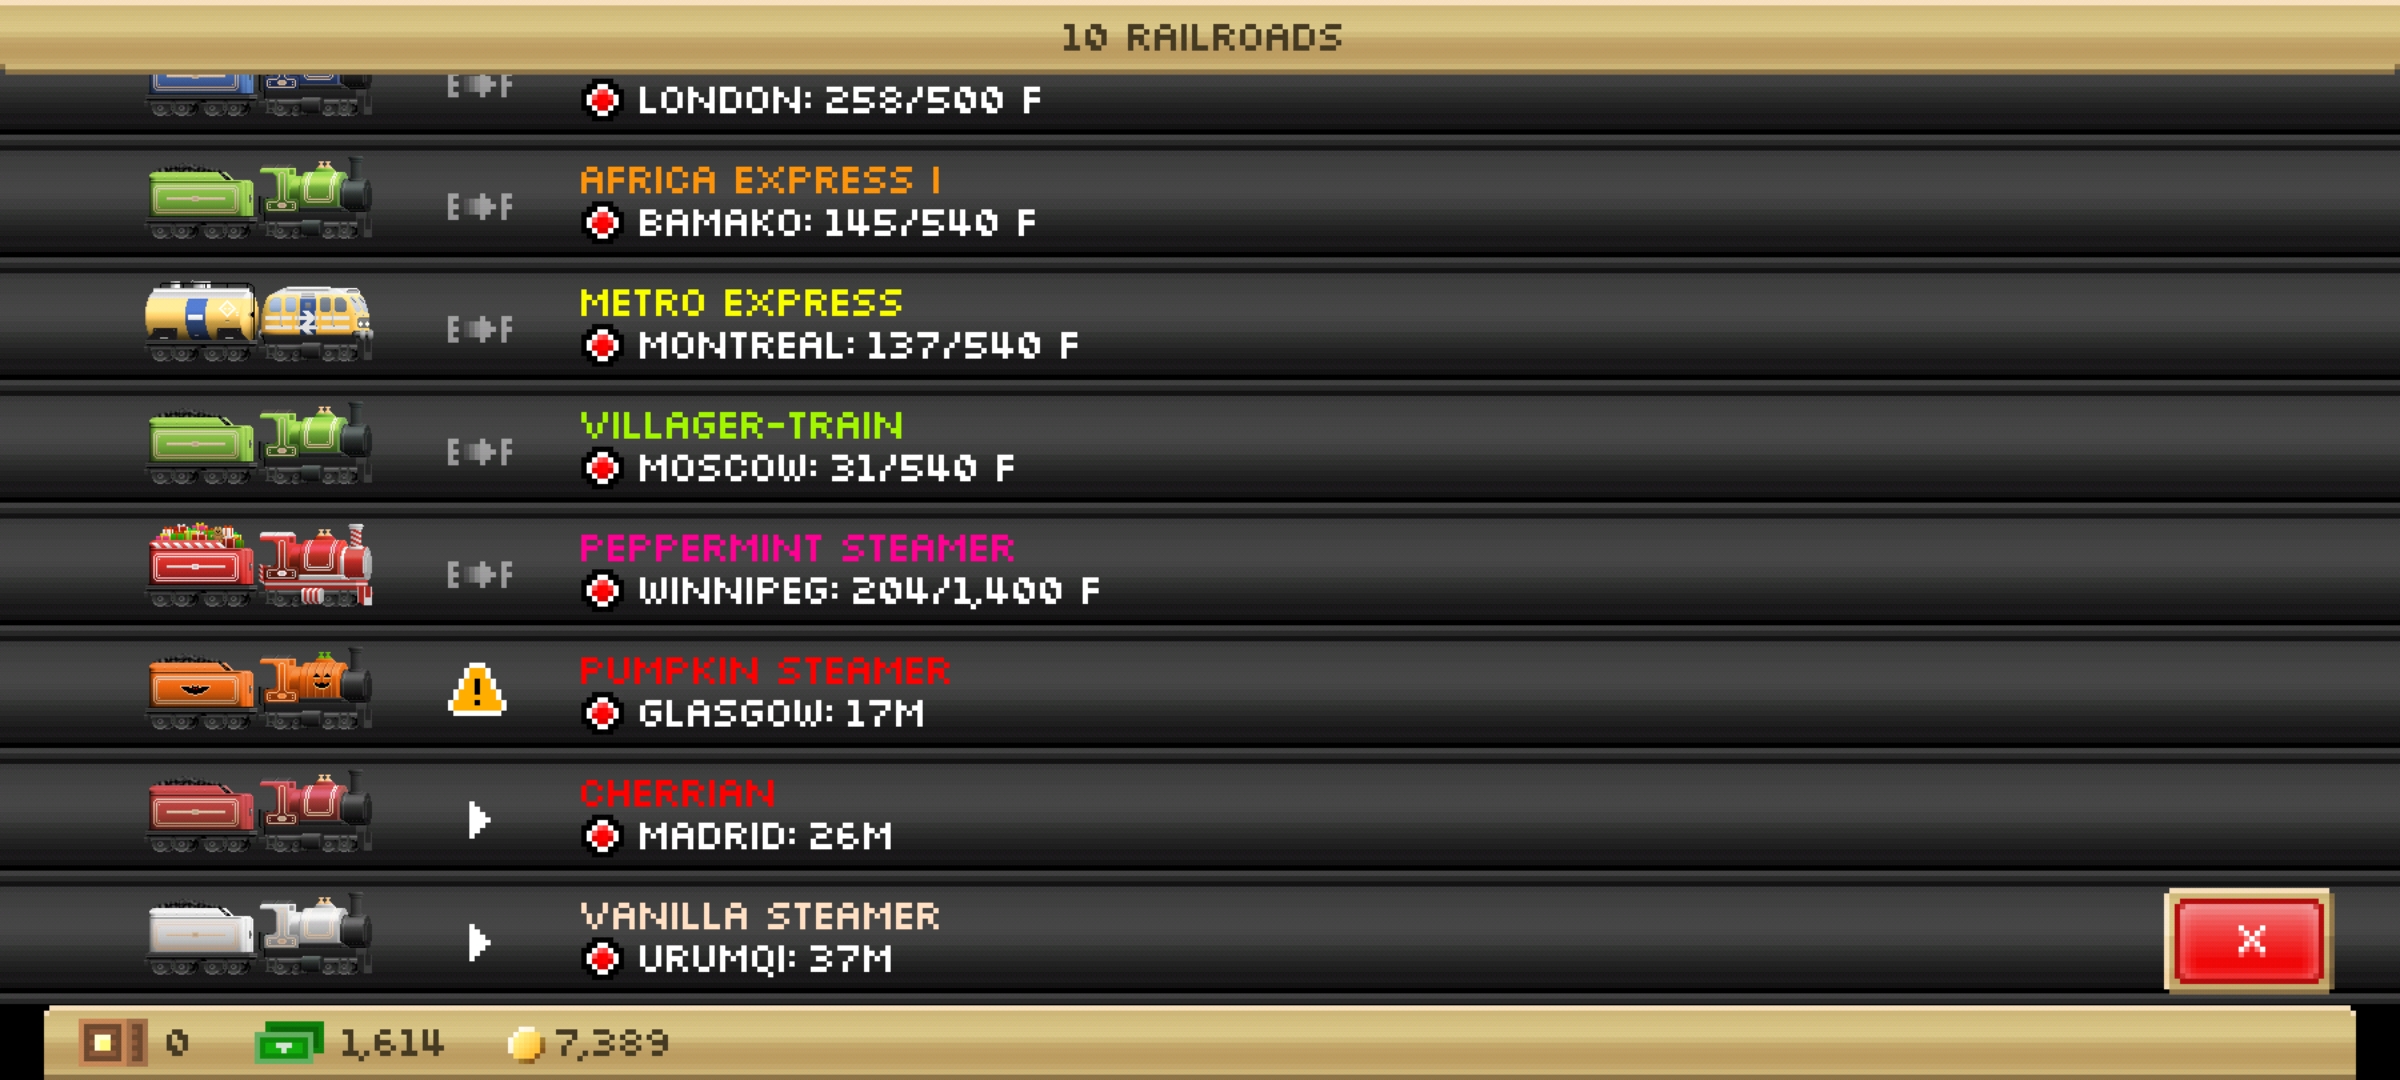 10 RAILROADS
E F
LONDON: 258/500 F
AFRICA EXPRESS I
E F
BAMAKO: 145/540 F
METRO EXPRESS
E F
MONTREAL: 137/540 F
VILLAGER-TRAIN
E F
MOSCOW: 31/540 F
PEPPERMINT STEAMER
E F
WINNIPEG: 204/1,400 F
PUMPKIN STEAMER
!
GLASGOW: 17M
CHERRIAN
MADRID: 26M
VANILLA STEAMER
URUMQI: 37M
X
0 1,614 7,389